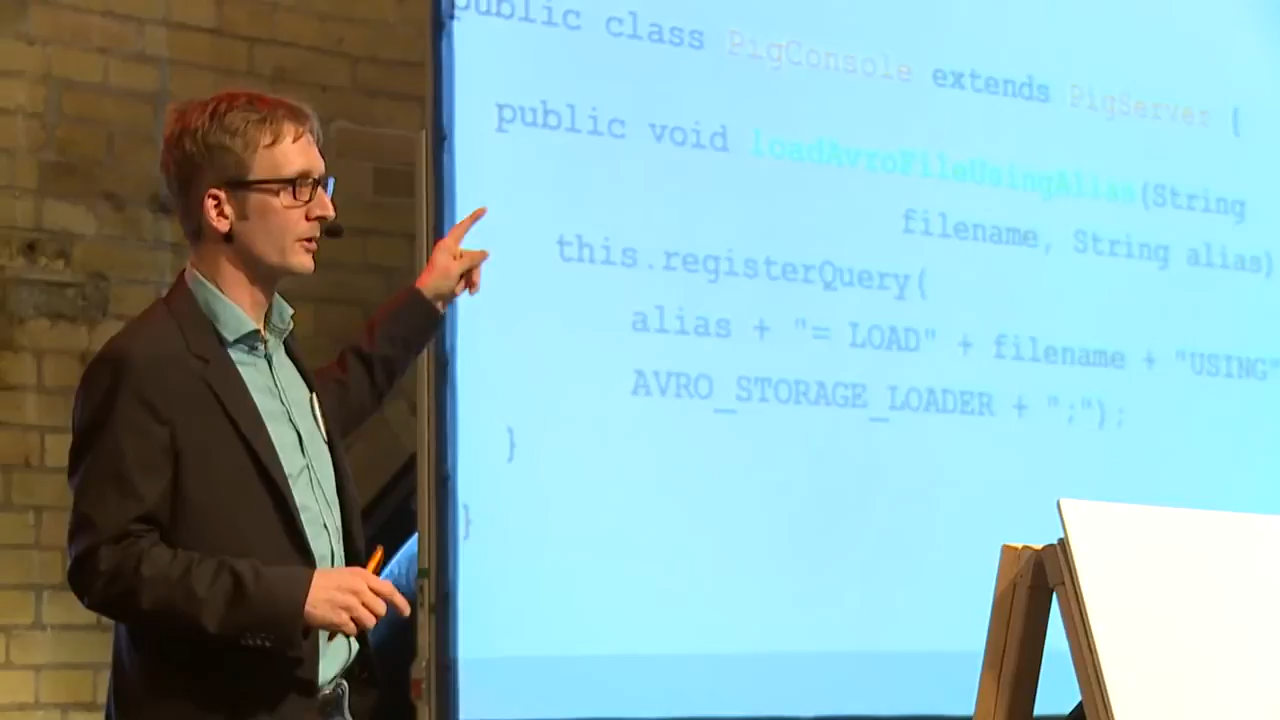 public class PigConsole extends PigServer {
public void loadAvroFileUsingAlias(String
filename, String alias)
this.registerQuery(
alias + "= LOAD" + filename + "USING"
AVRO_STORAGE_LOADER + ";");
}
}